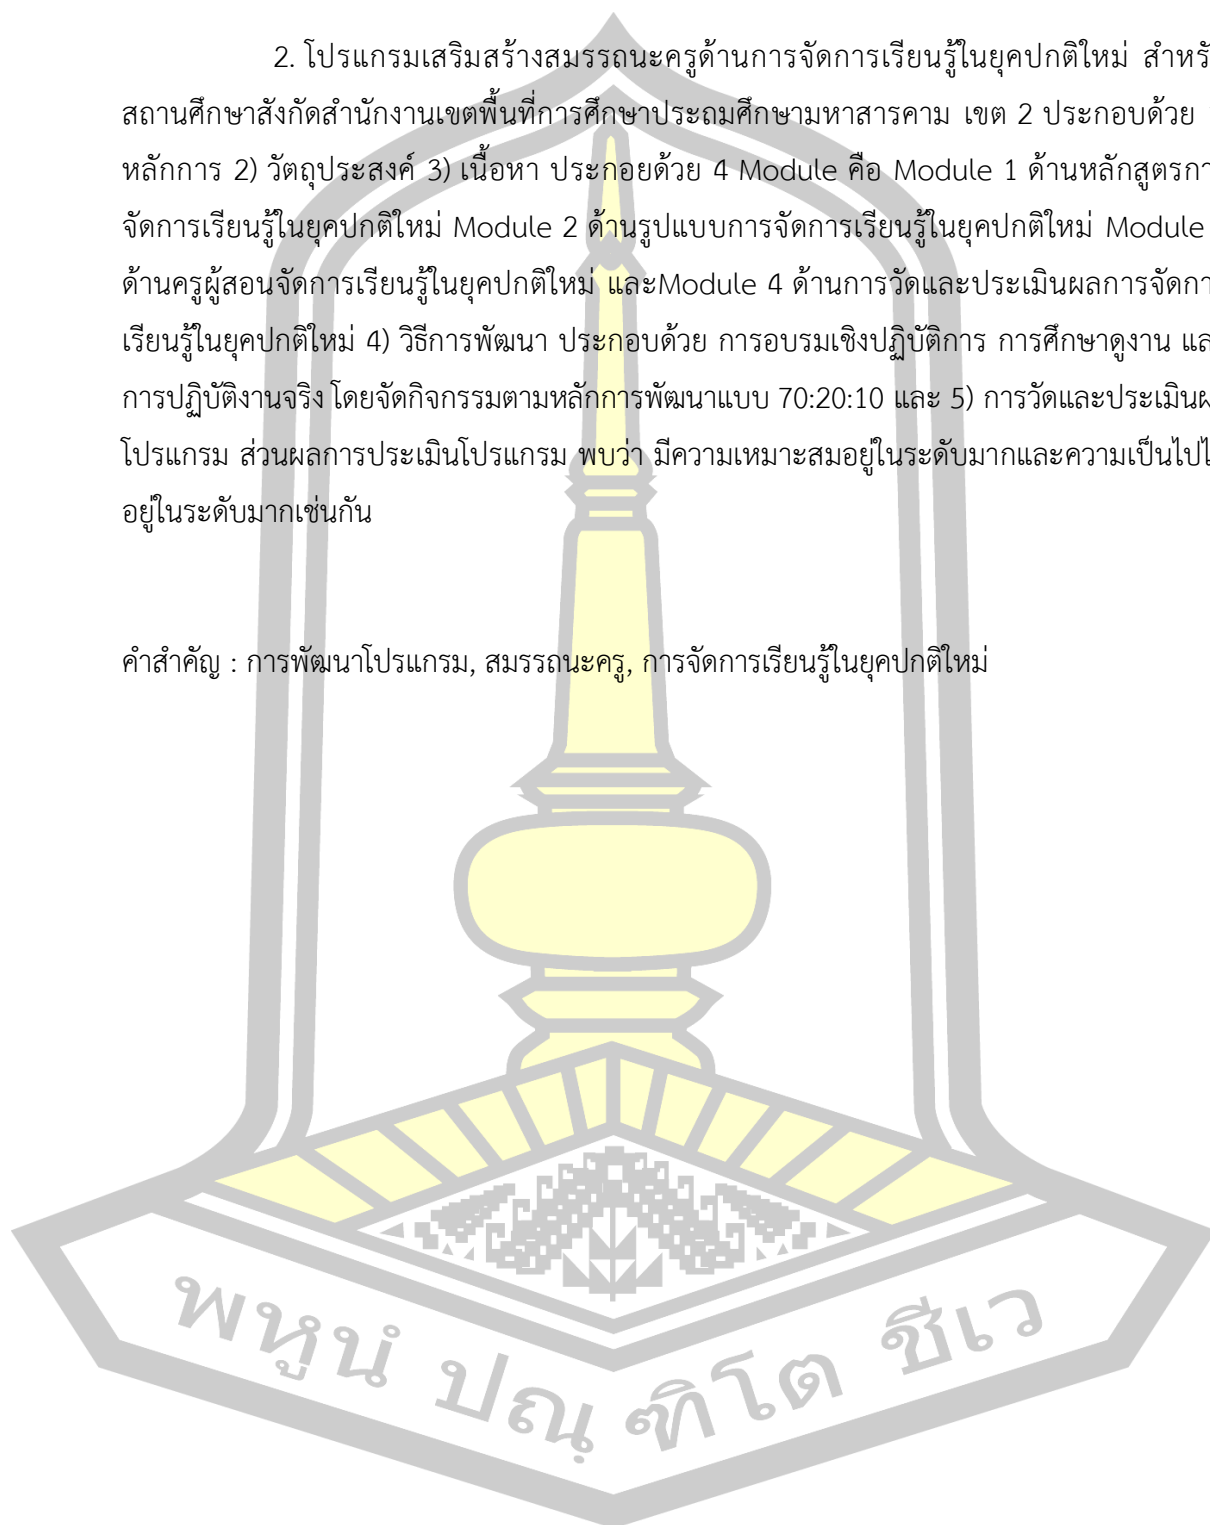 2. โปรแกรมเสริมสร้างสมรรถนะครูด้านการจัดการเรียนรู้ในยุคปกติใหม่ สำหรั
สถานศึกษาสังกัดสำนักงานเขตพื้นที่การศึกษาประถมศึกษามหาสารคาม เขต 2 ประกอบด้วย
หลักการ 2) วัตถุประสงค์ 3) เนื้อหา ประกอยด้วย 4 Module คือ Module 1 ด้านหลักสูตรกา
จัดการเรียนรู้ในยุคปกติใหม่ Module 2 ด้านรูปแบบการจัดการเรียนรู้ในยุคปกติใหม่ Module
ด้านครูผู้สอนจัดการเรียนรู้ในยุคปกติใหม่ และModule 4 ด้านการวัดและประเมินผลการจัดกา
เรียนรู้ในยุคปกติใหม่ 4) วิธีการพัฒนา ประกอบด้วย การอบรมเชิงปฏิบัติการ การศึกษาดูงาน แล
การปฏิบัติงานจริง โดยจัดกิจกรรมตามหลักการพัฒนาแบบ 70:20:10 และ 5) การวัดและประเมินผ
โปรแกรม ส่วนผลการประเมินโปรแกรม พบว่า มีความเหมาะสมอยู่ในระดับมากและความเป็นไปไ
อยู่ในระดับมากเช่นกัน
คำสำคัญ : การพัฒนาโปรแกรม, สมรรถนะครู, การจัดการเรียนรู้ในยุคปกติใหม่
พหูนํ ปณฺฑิโต ชีเว